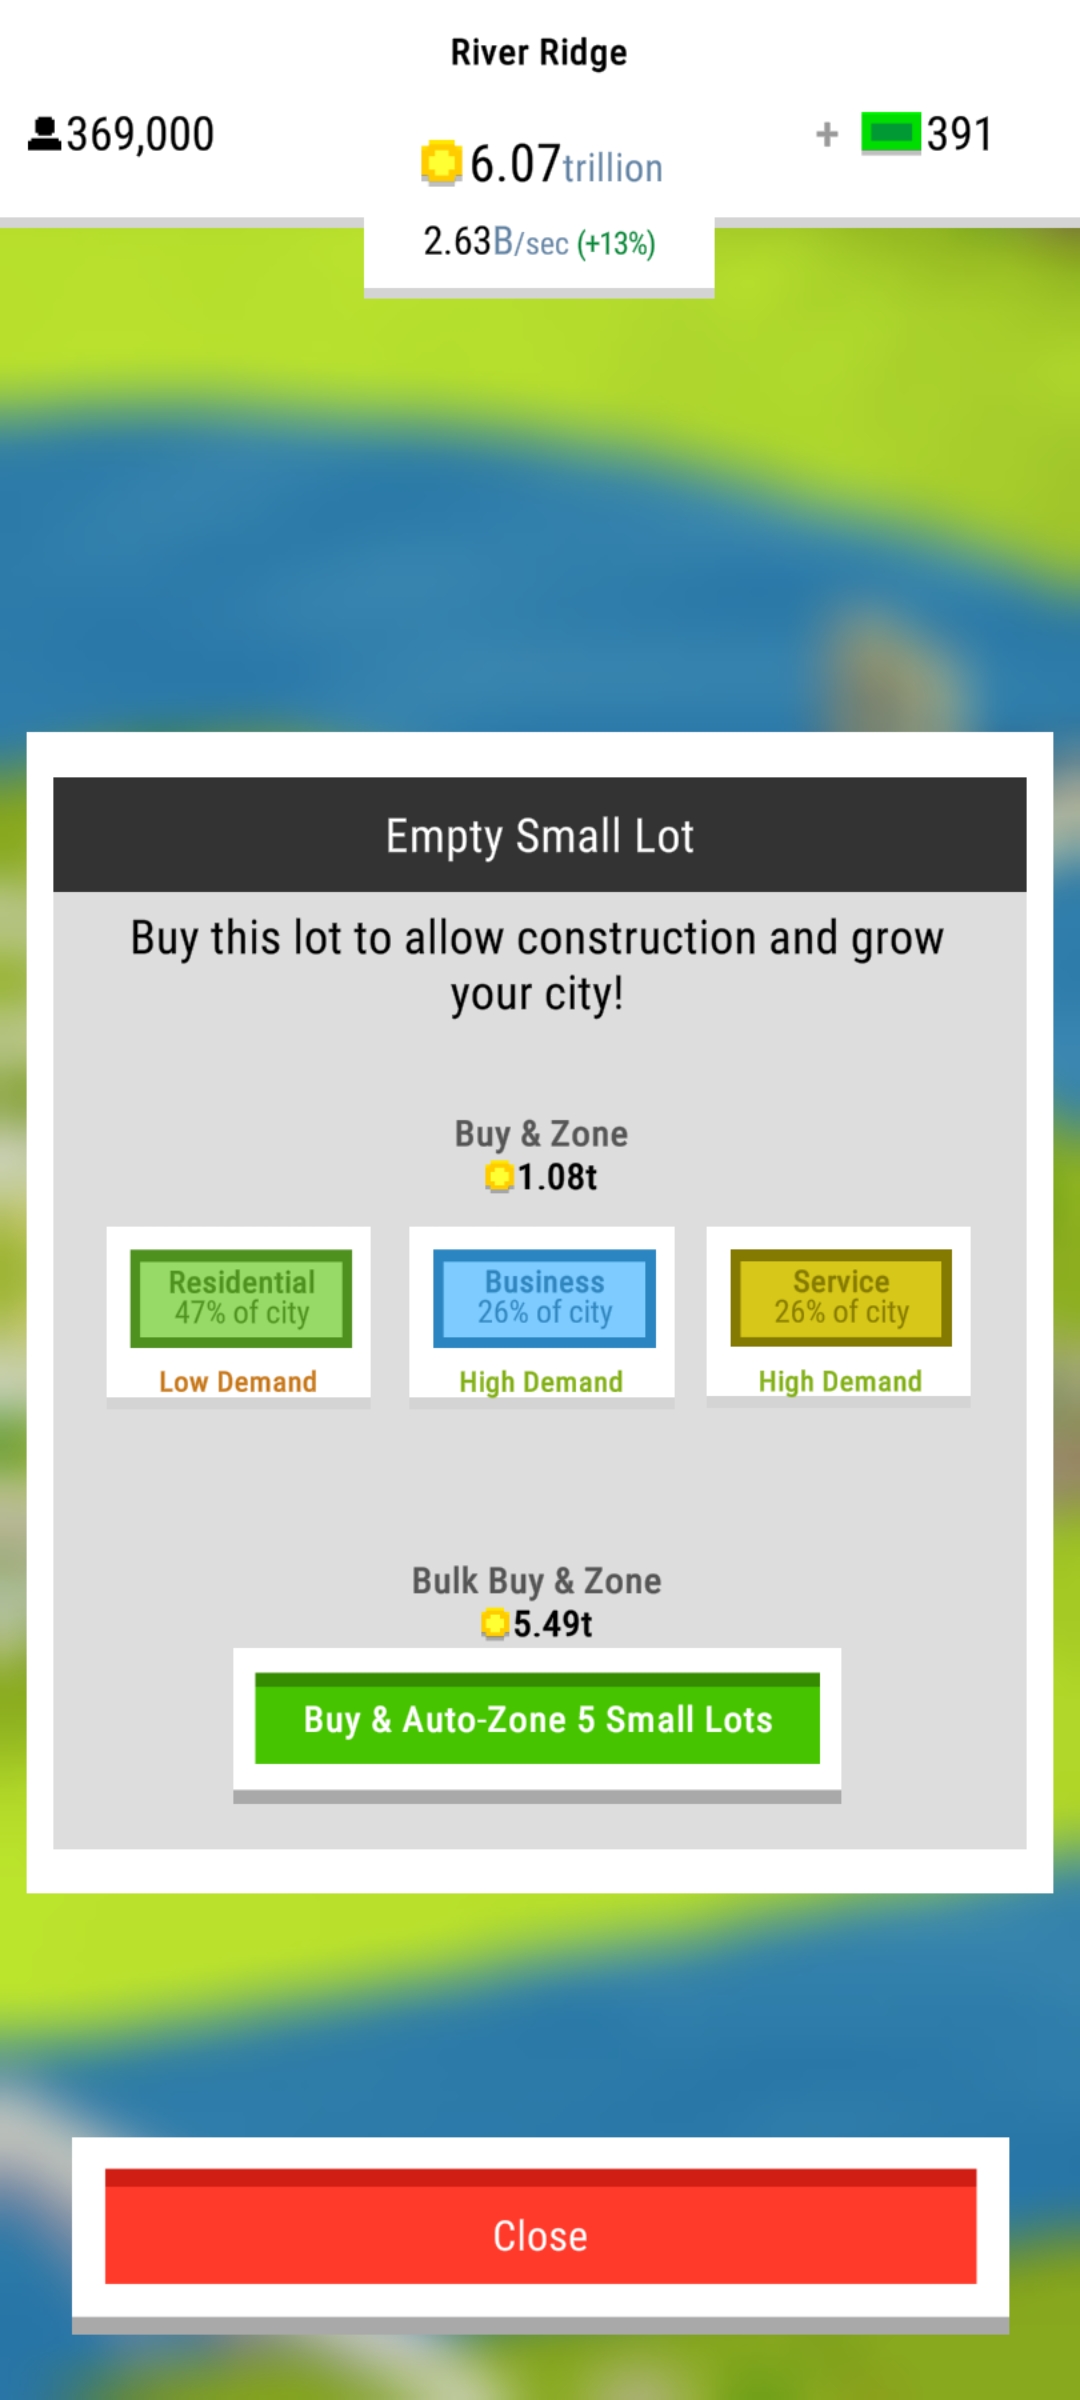 River Ridge
369,000
6.07trillion
+ 391
2.63B/sec (+13%)
Empty Small Lot
Buy this lot to allow construction and grow
your city!
Buy & Zone
1.08t
Residential
47% of city
Low Demand
Business
26% of city
High Demand
Service
26% of city
High Demand
Bulk Buy & Zone
5.49t
Buy & Auto-Zone 5 Small Lots
Close